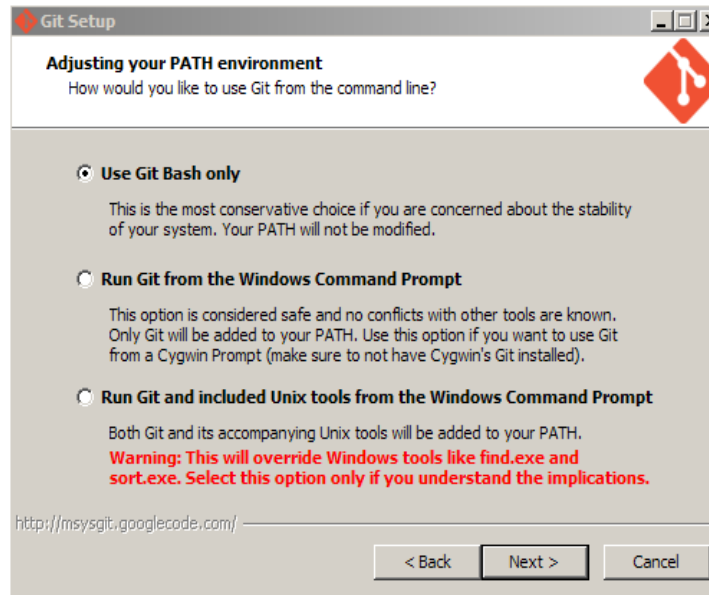 Git Setup
Adjusting your PATH environment
How would you like to use Git from the command line?
Use Git Bash only
This is the most conservative choice if you are concerned about the stability
of your system. Your PATH will not be modified.
Run Git from the Windows Command Prompt
This option is considered safe and no conflicts with other tools are known.
Only Git will be added to your PATH. Use this option if you want to use Git
from a Cygwin Prompt (make sure to not have Cygwin's Git installed).
Run Git and included Unix tools from the Windows Command Prompt
Both Git and its accompanying Unix tools will be added to your PATH.
Warning: This will override Windows tools like find.exe and
sort.exe. Select this option only if you understand the implications.
http://msysgit.googlecode.com/
< Back Next > Cancel